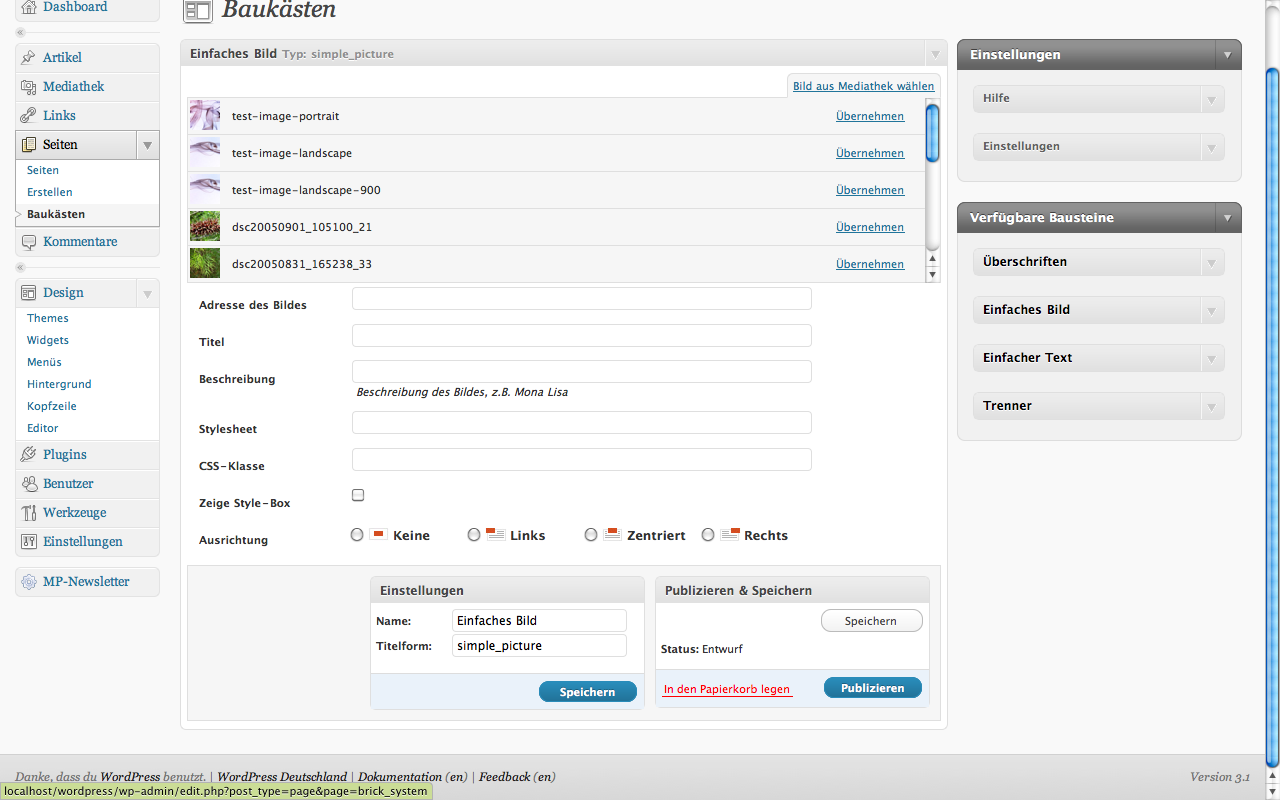 Dashboard
Artikel
Mediathek
Links
Seiten
Seiten
Erstellen
Baukästen
Kommentare
Design
Themes
Widgets
Menüs
Hintergrund
Kopfzeile
Editor
Plugins
Benutzer
Werkzeuge
Einstellungen
MP-Newsletter
Baukästen
Einfaches Bild Typ: simple_picture
Bild aus Mediathek wählen
test-image-portrait Übernehmen
test-image-landscape Übernehmen
test-image-landscape-900 Übernehmen
dsc20050901_105100_21 Übernehmen
dsc20050831_165238_33 Übernehmen
Adresse des Bildes
Titel
Beschreibung
Beschreibung des Bildes, z.B. Mona Lisa
Stylesheet
CSS-Klasse
Zeige Style-Box
Ausrichtung Keine Links Zentriert Rechts
Einstellungen
Name: Einfaches Bild
Titelform: simple_picture
Speichern
Publizieren & Speichern
Speichern
Status: Entwurf
In den Papierkorb legen Publizieren
Einstellungen
Hilfe
Einstellungen
Verfügbare Bausteine
Überschriften
Einfaches Bild
Einfacher Text
Trenner
Danke, dass du WordPress benutzt. | WordPress Deutschland | Dokumentation (en) | Feedback (en) Version 3.1
localhost/wordpress/wp-admin/edit.php?post_type=page&page=brick_system